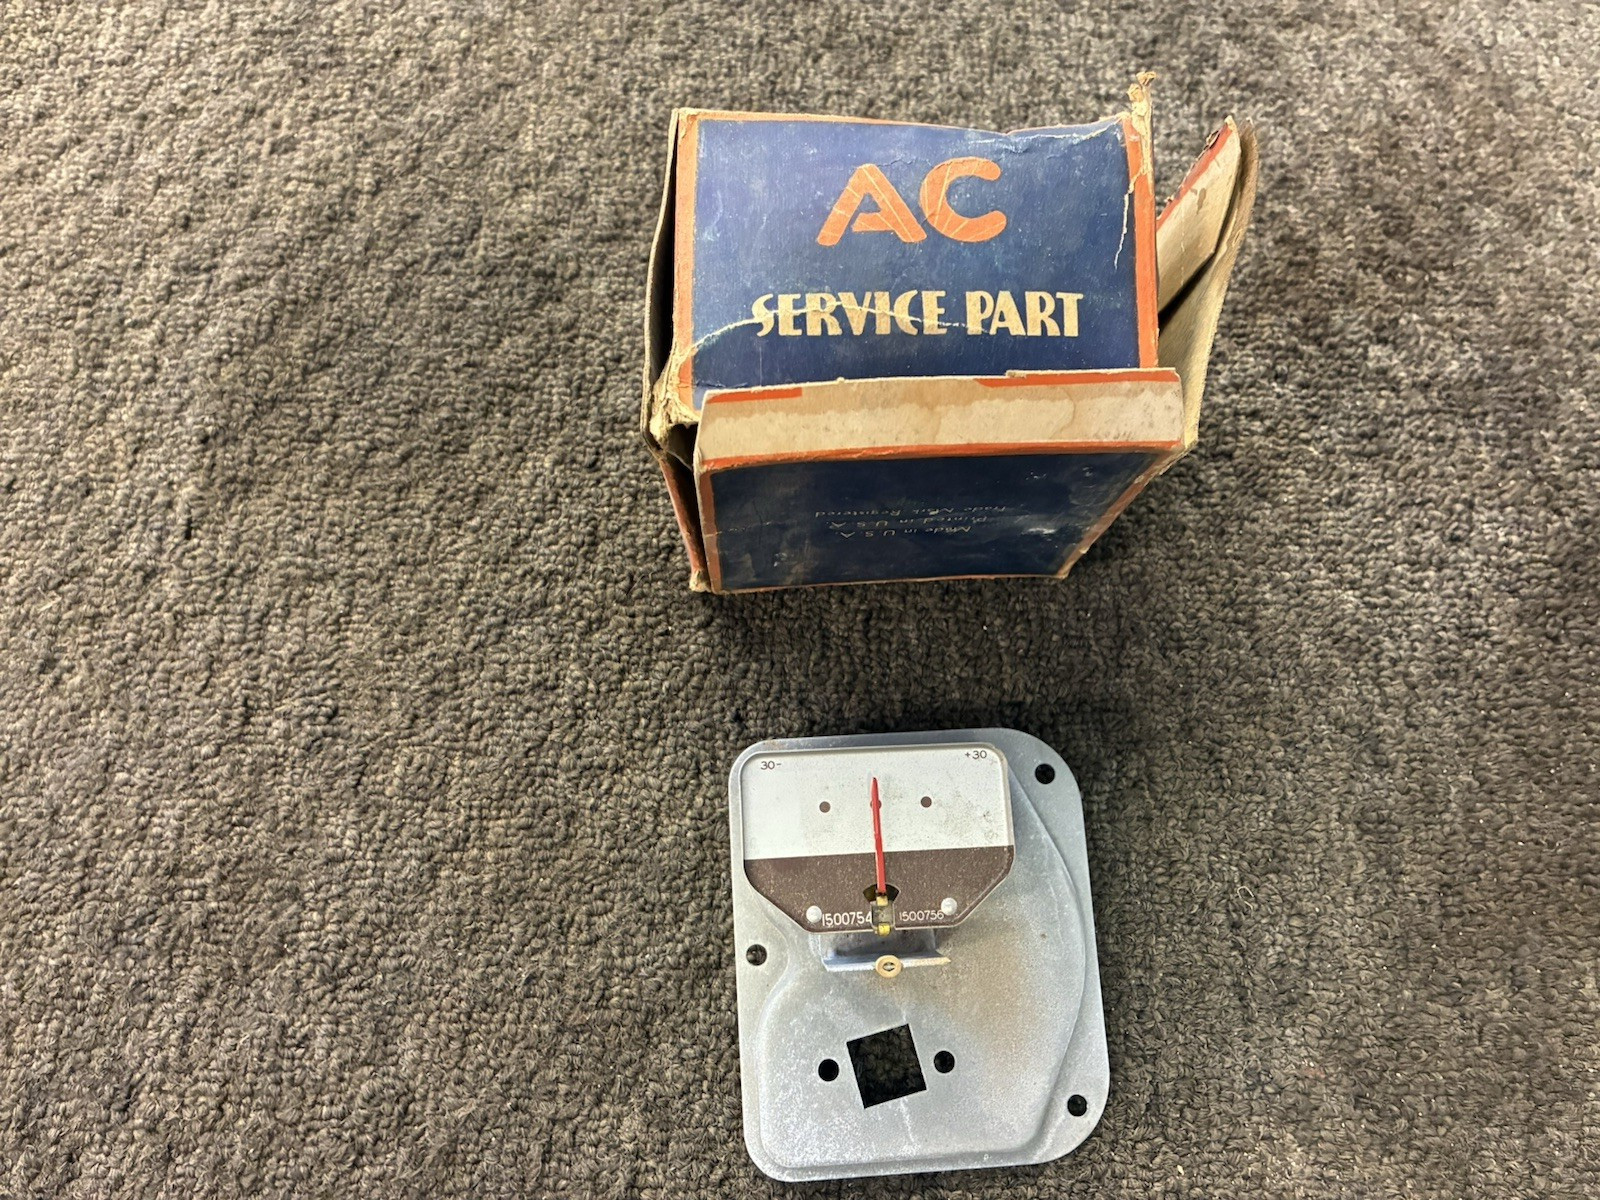 AC
SERVICE PART
Made in U.S.A.
Printed in U.S.A.
Trade Mark Registered
30- +30
1500754 1500756